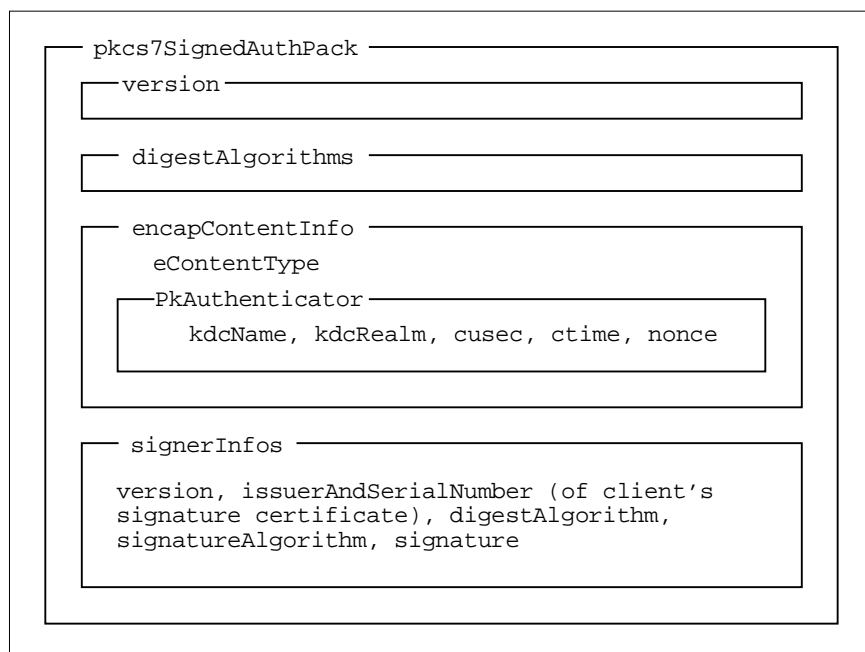 pkcs7SignedAuthPack
version
digestAlgorithms
encapContentInfo
eContentType
PkAuthenticator
kdcName, kdcRealm, cusec, ctime, nonce
signerInfos
version, issuerAndSerialNumber (of client's
signature certificate), digestAlgorithm,
signatureAlgorithm, signature